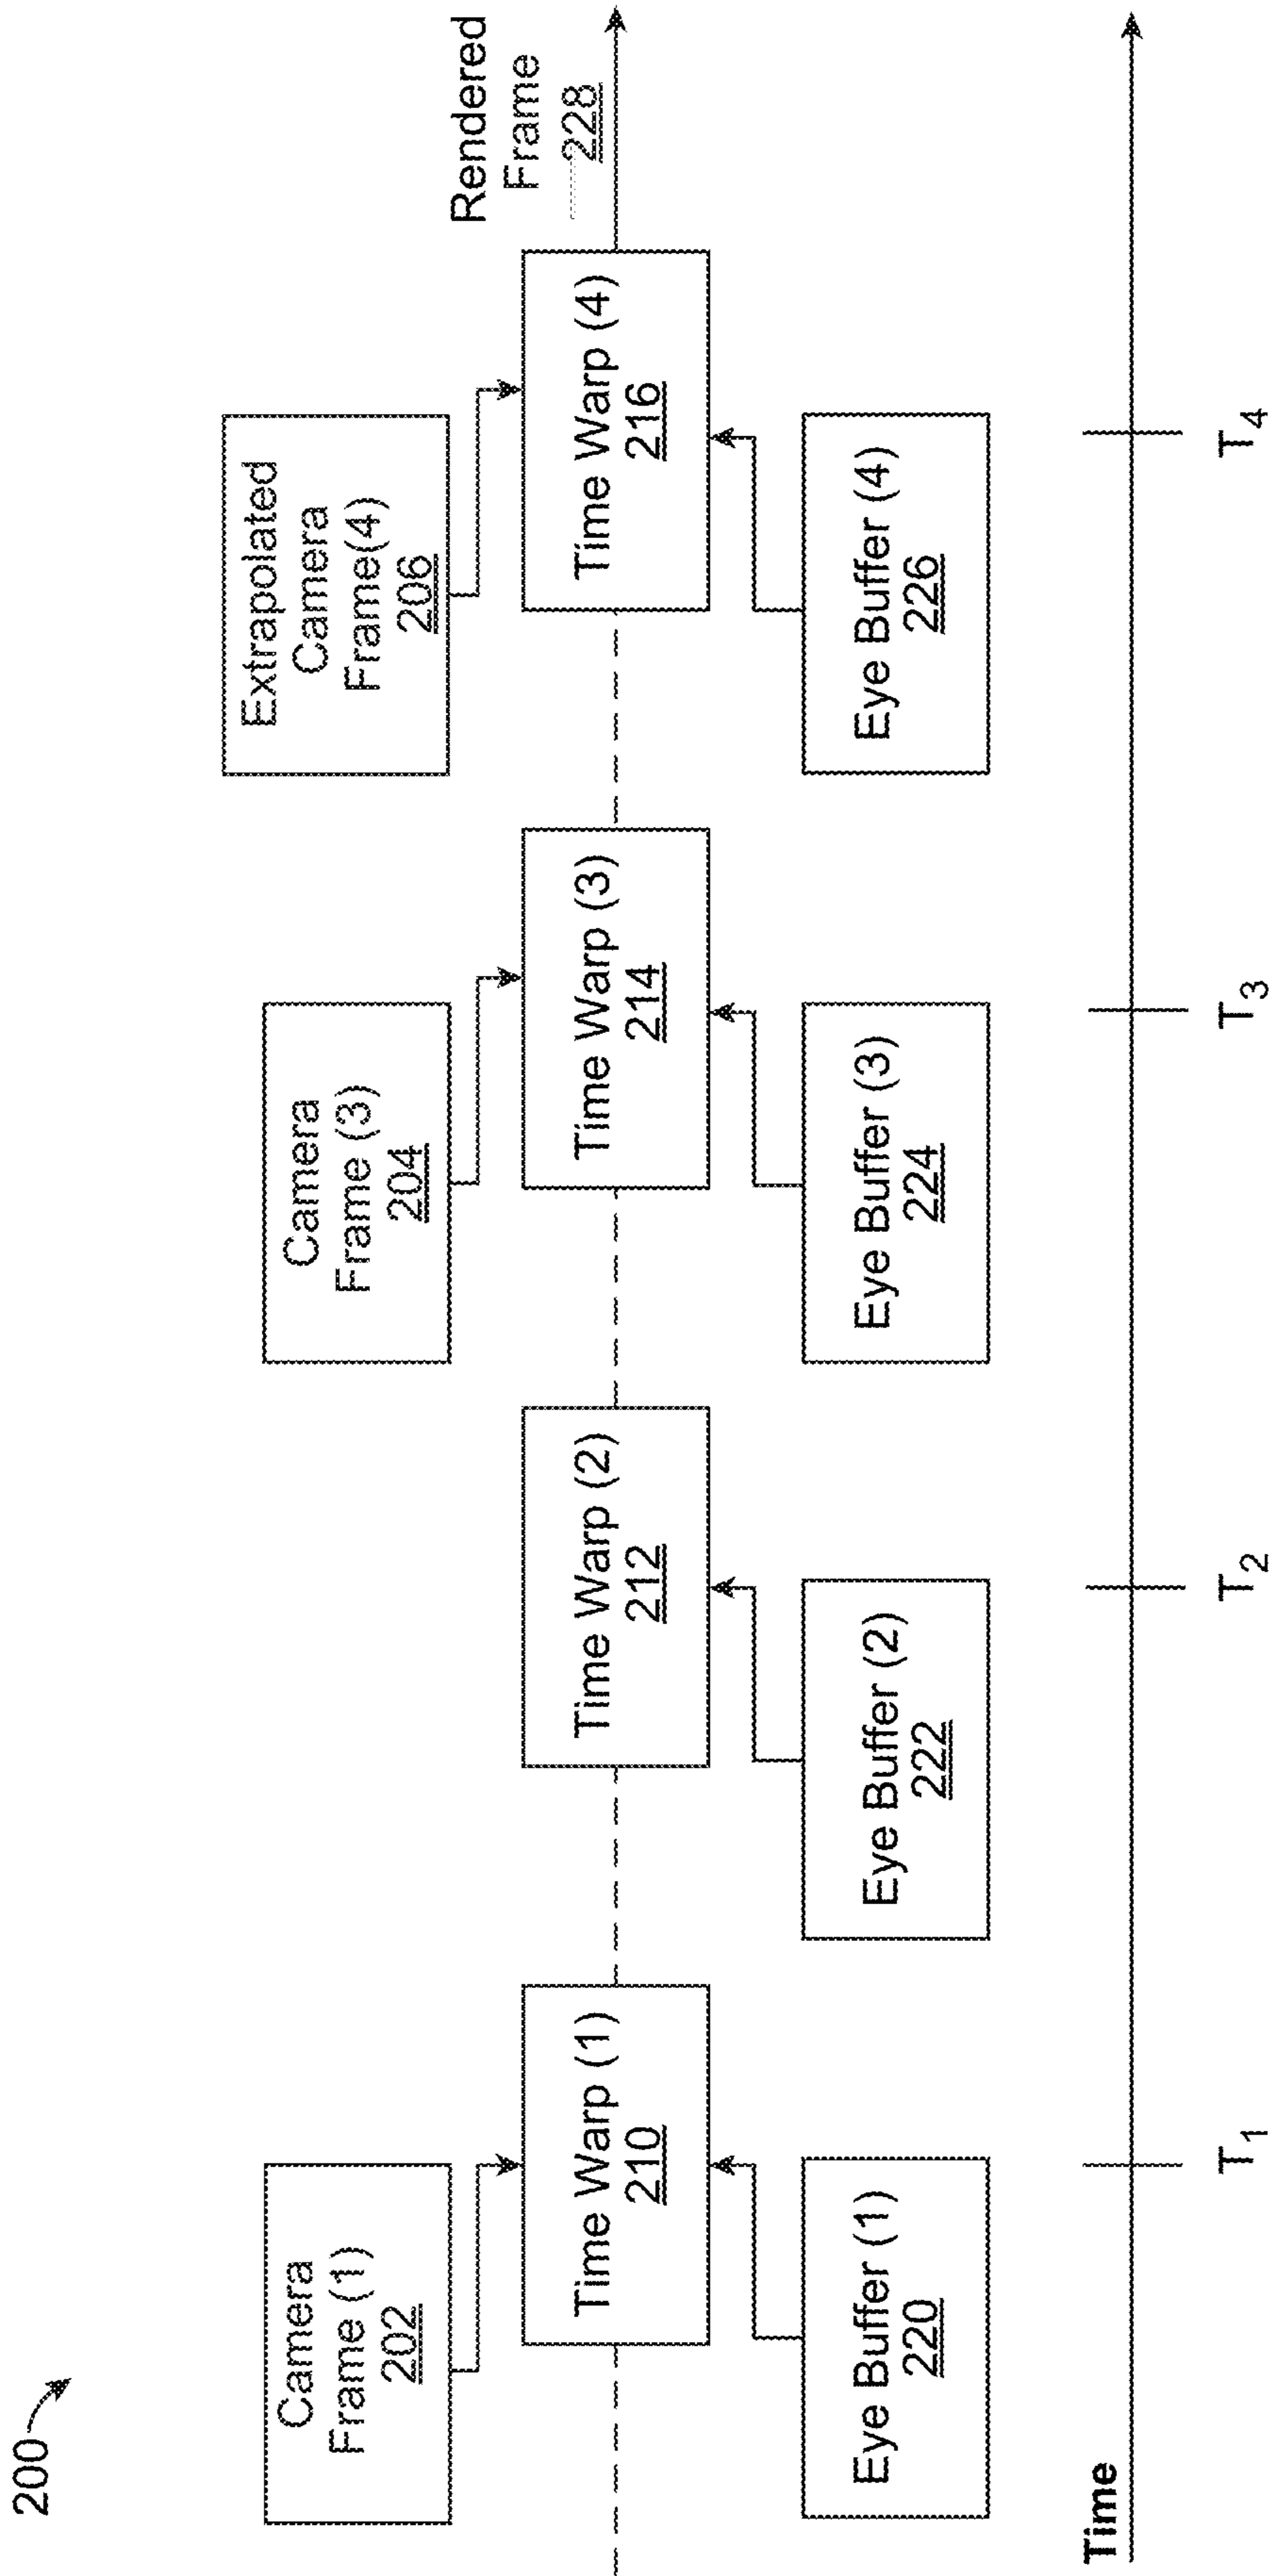 200
Camera
Frame (1)
202
Camera
Frame (3)
204
Extrapolated
Camera
Frame(4)
206
Time Warp (1)
210
Time Warp (2)
212
Time Warp (3)
214
Time Warp (4)
216
Rendered
Frame
228
Eye Buffer (1)
220
Eye Buffer (2)
222
Eye Buffer (3)
224
Eye Buffer (4)
226
Time
T1
T2
T3
T4